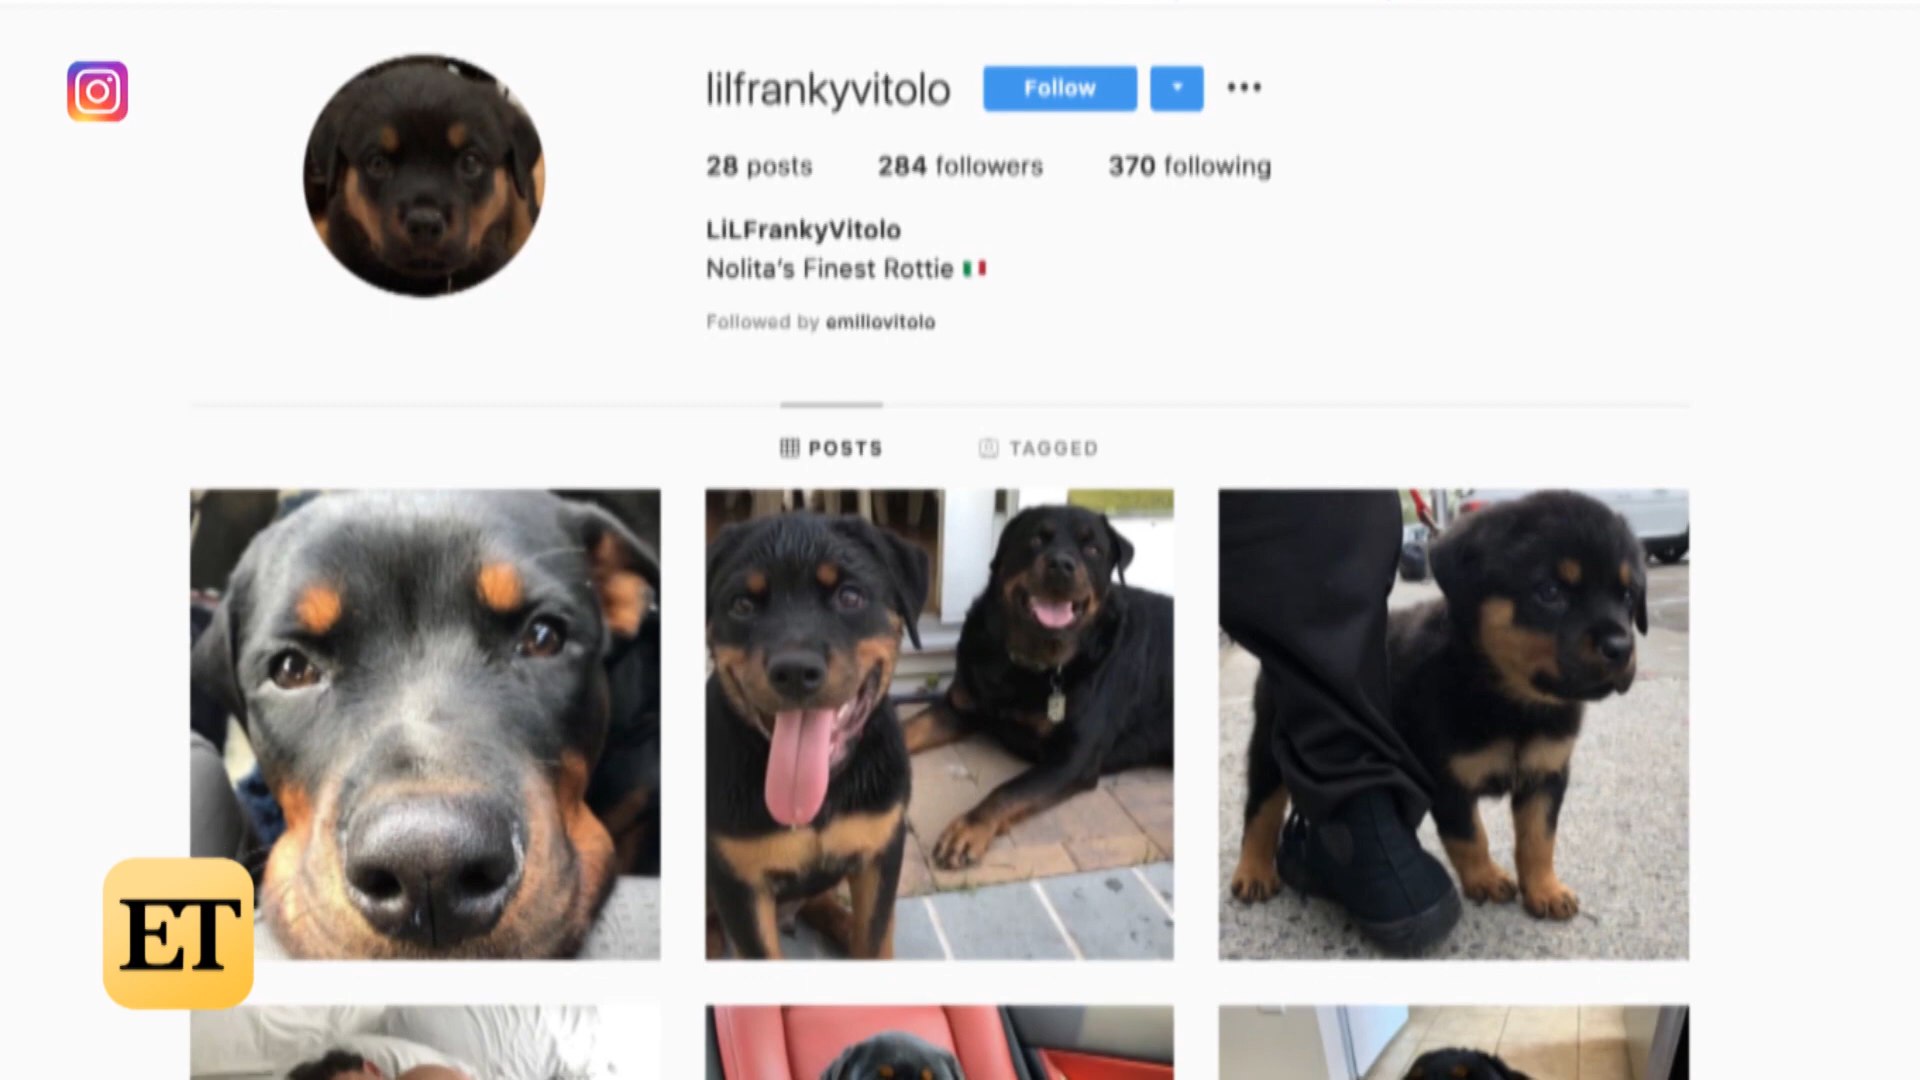 lilfrankyvitolo Follow
28 posts 284 followers 370 following
LiLFrankyVitolo
Nolita's Finest Rottie 🇮🇹
Followed by emiliovitolo
POSTS TAGGED
ET